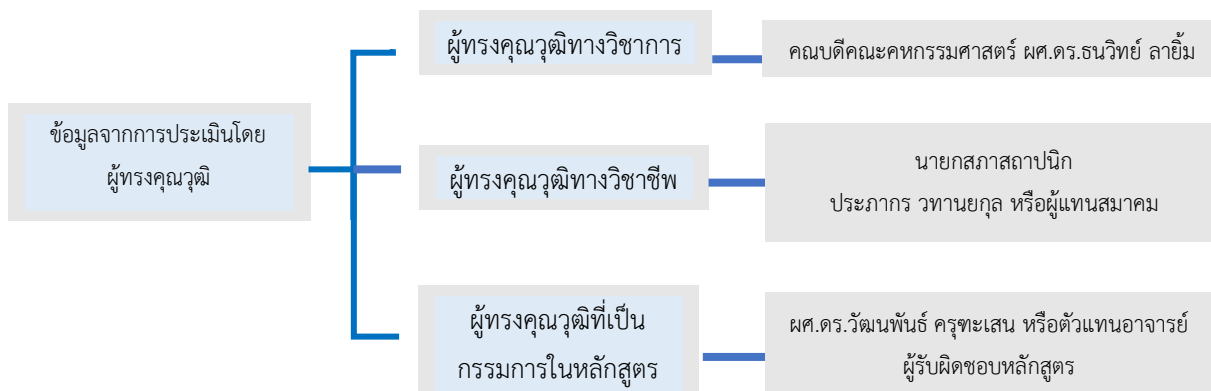 ผู้ทรงคุณวุฒิทางวิชาการ
คณบดีคณะคหกรรมศาสตร์ ผศ.ดร.ธนวิทย์ ลายิ้ม
ข้อมูลจากการประเมินโดย
ผู้ทรงคุณวุฒิ
ผู้ทรงคุณวุฒิทางวิชาชีพ
นายกสภาสถาปนิก
ประภากร วทานยกุล หรือผู้แทนสมาคม
ผู้ทรงคุณวุฒิที่เป็น
กรรมการในหลักสูตร
ผศ.ดร.วัฒนพันธ์ ครุฑะเสน หรือตัวแทนอาจารย์
ผู้รับผิดชอบหลักสูตร